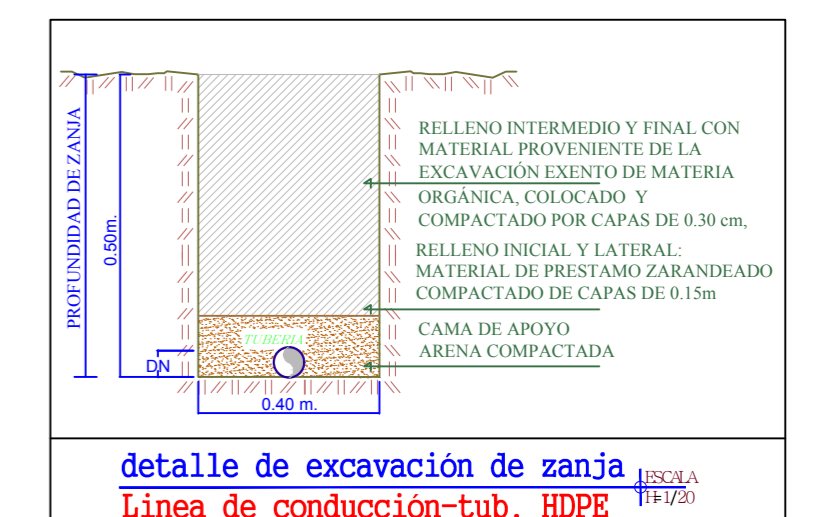 PROFUNDIDAD DE ZANJA
0.50m.
DN
TUBERIA
0.40 m.
RELLENO INTERMEDIO Y FINAL CON
MATERIAL PROVENIENTE DE LA
EXCAVACIÓN EXENTO DE MATERIA
ORGÁNICA, COLOCADO Y
COMPACTADO POR CAPAS DE 0.30 cm,
RELLENO INICIAL Y LATERAL:
MATERIAL DE PRESTAMO ZARANDEADO
COMPACTADO DE CAPAS DE 0.15m
CAMA DE APOYO
ARENA COMPACTADA
detalle de excavación de zanja
Linea de conducción-tub. HDPE
ESCALA
H=1/20